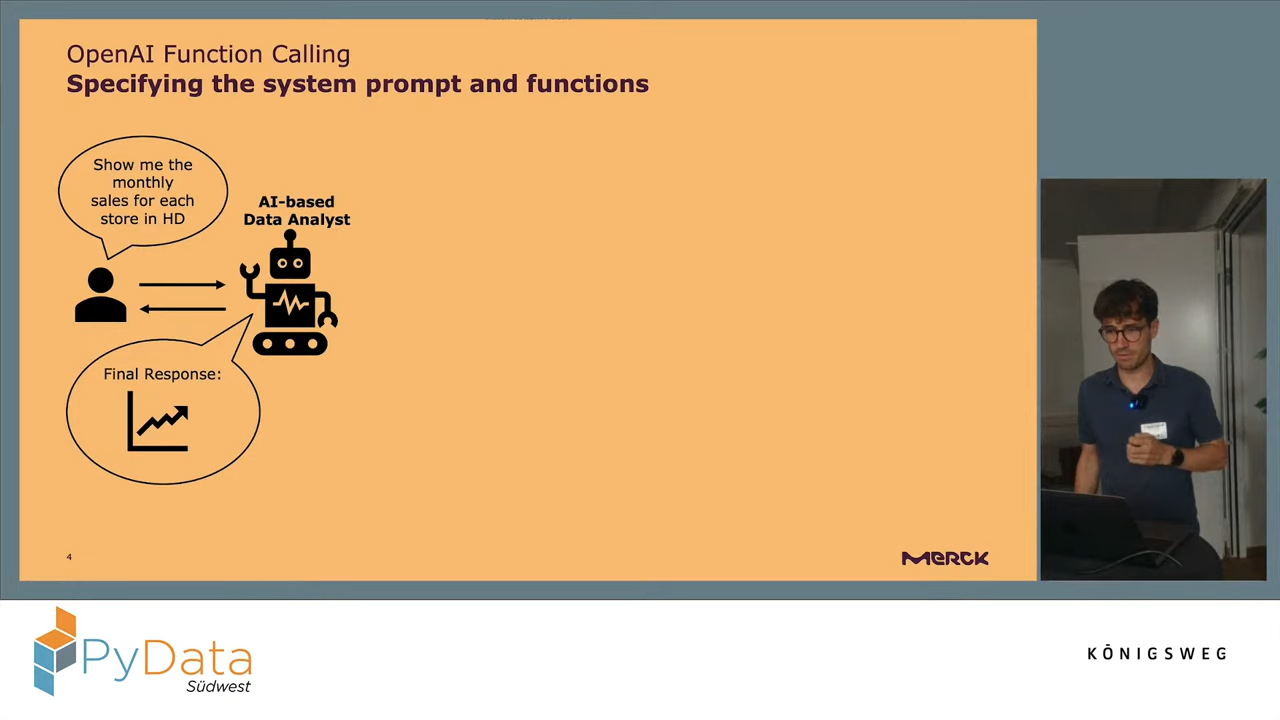 OpenAI Function Calling
Specifying the system prompt and functions
Show me the
monthly
sales for each
store in HD
AI-based
Data Analyst
Final Response:
4
MERCK
PyData
Südwest
KÖNIGSWEG